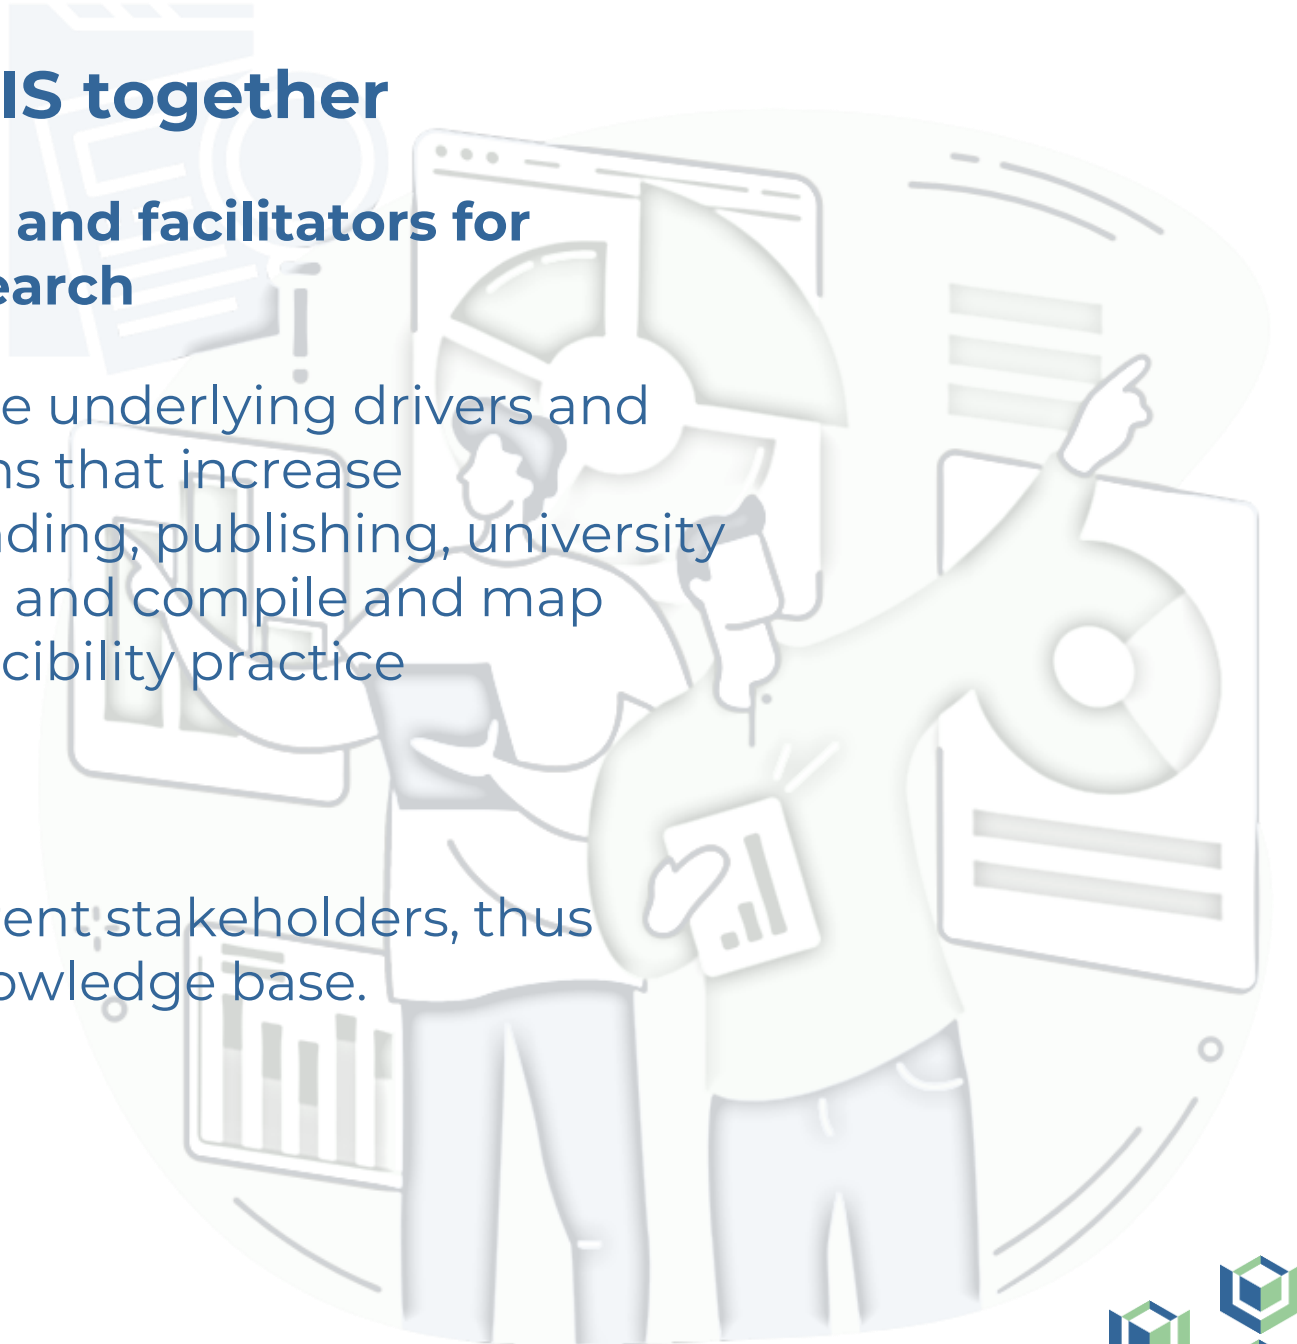 IS together
and facilitators for
earch
e underlying drivers and
ns that increase
ding, publishing, university
and compile and map
cibility practice
ent stakeholders, thus
owledge base.